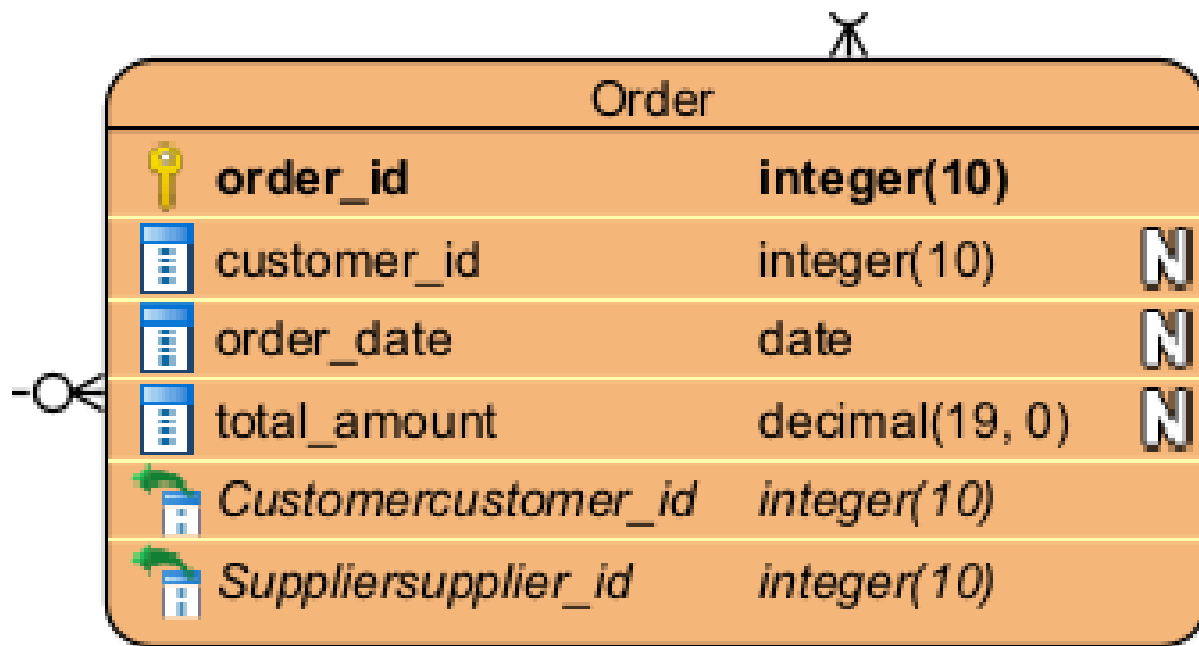 Order
order_id integer(10)
customer_id integer(10) N
order_date date N
total_amount decimal(19, 0) N
Customercustomer_id integer(10)
Suppliersupplier_id integer(10)